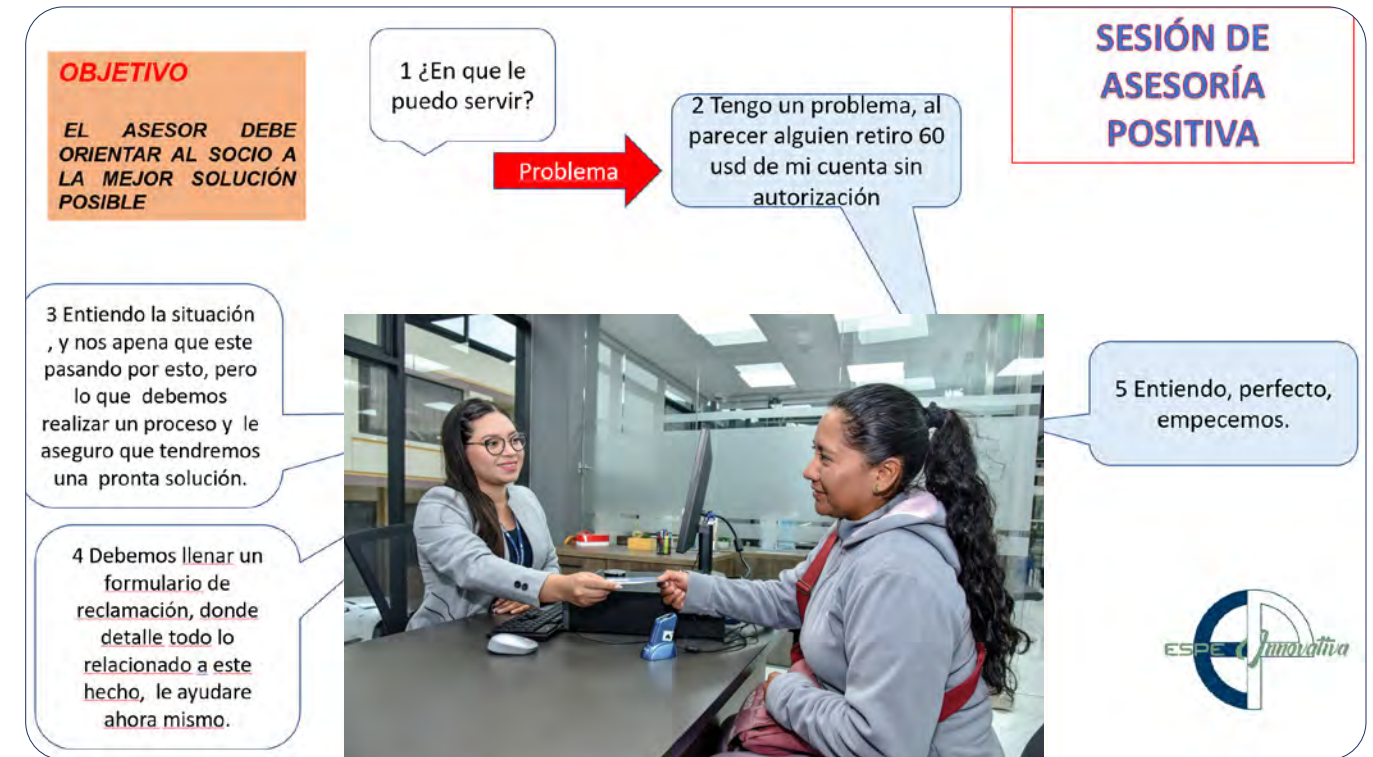 OBJETIVO
EL ASESOR DEBE
ORIENTAR AL SOCIO A
LA MEJOR SOLUCIÓN
POSIBLE
1 ¿En que le
puedo servir?
Problema
2 Tengo un problema, al
parecer alguien retiro 60
usd de mi cuenta sin
autorización
SESIÓN DE
ASESORÍA
POSITIVA
3 Entiendo la situación
, y nos apena que este
pasando por esto, pero
lo que debemos
realizar un proceso y le
aseguro que tendremos
una pronta solución.
4 Debemos llenar un
formulario de
reclamación, donde
detalle todo lo
relacionado a este
hecho, le ayudare
ahora mismo.
5 Entiendo, perfecto,
empecemos.
ESPE Innovativa